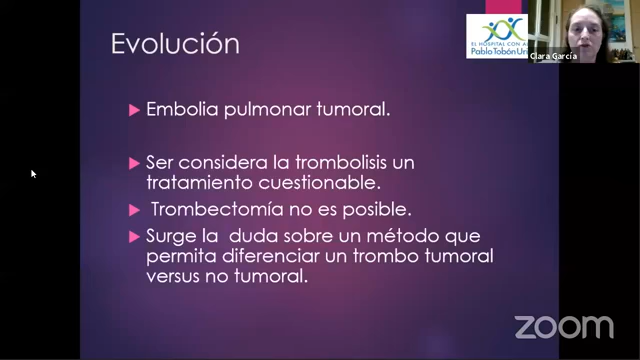 Evolución
EL HOSPITAL CON
Pablo Tobón Uri
Clara García
Embolia pulmonar tumoral.
Ser considera la trombolisis un
tratamiento cuestionable.
Trombectomía no es posible.
Surge la duda sobre un método que
permita diferenciar un trombo tumoral
versus no tumoral.
zoom